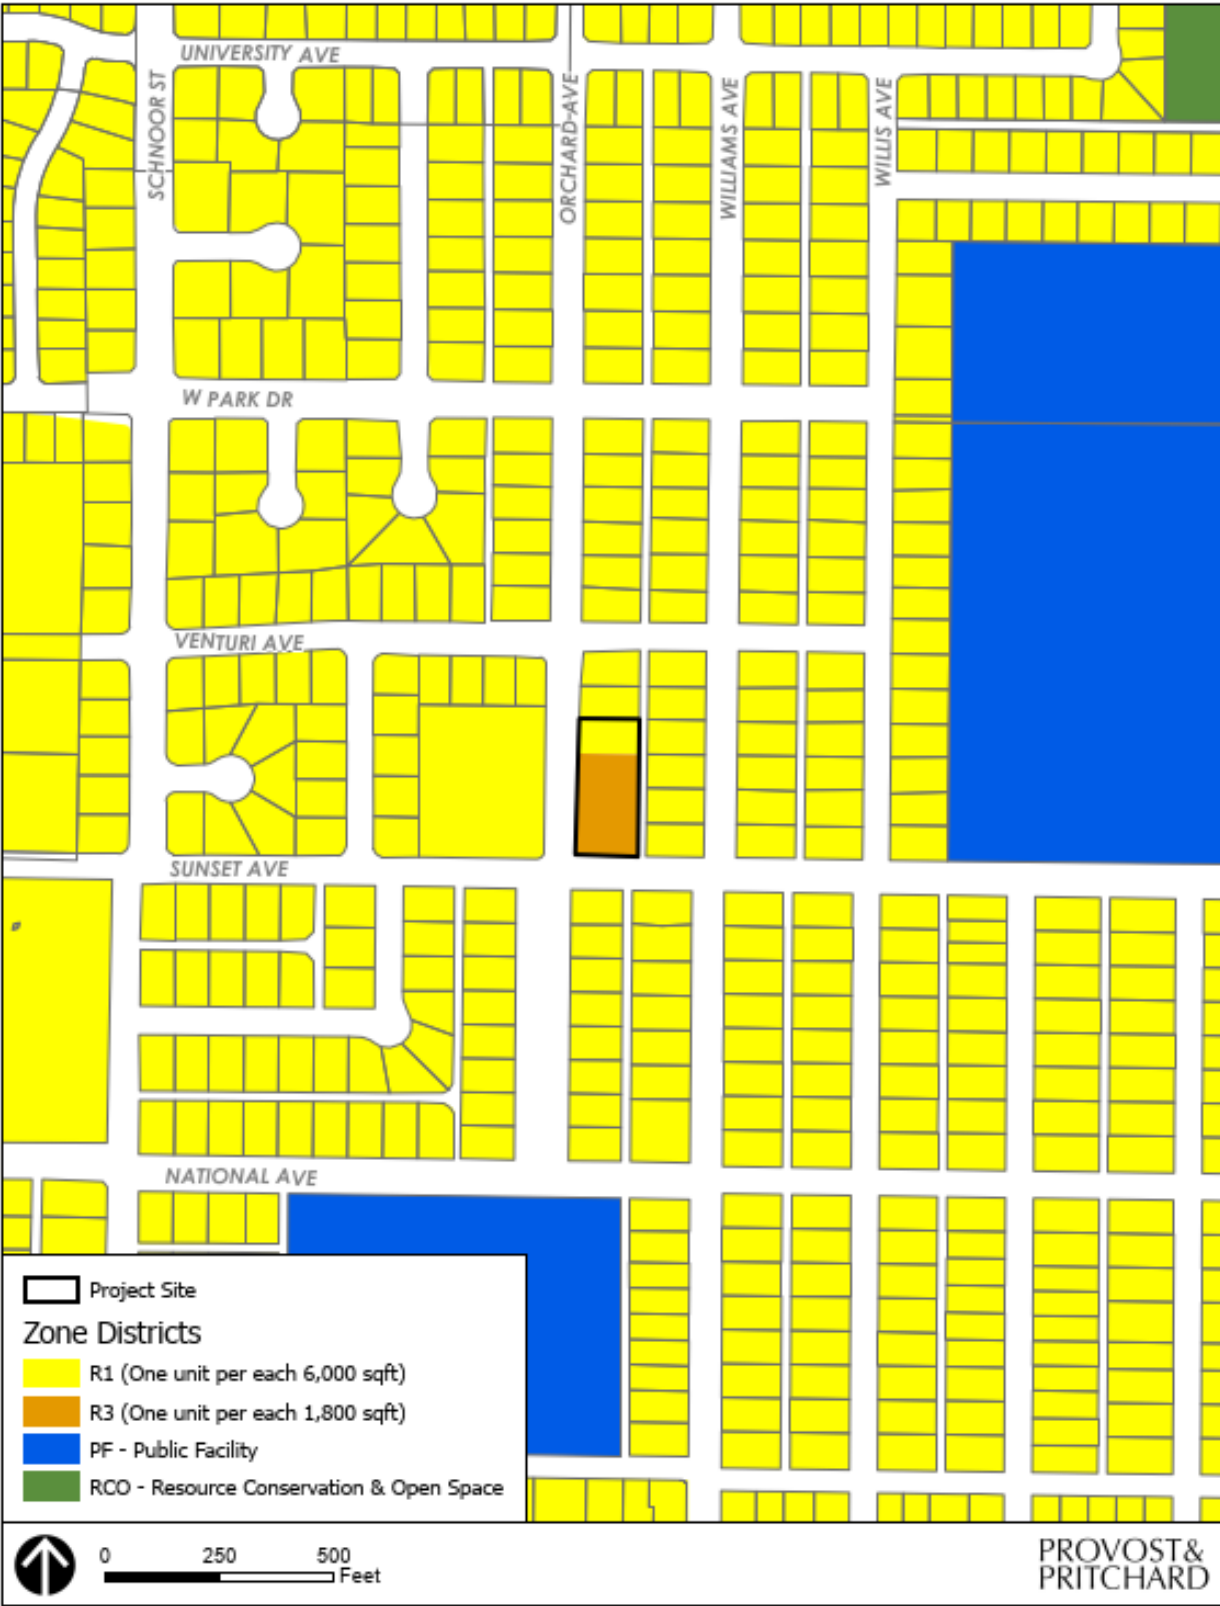 UNIVERSITY AVE
SCHNOOR ST
ORCHARD AVE
WILLIAMS AVE
WILLIS AVE
W PARK DR
VENTURI AVE
SUNSET AVE
NATIONAL AVE
Project Site
Zone Districts
R1 (One unit per each 6,000 sqft)
R3 (One unit per each 1,800 sqft)
PF - Public Facility
RCO - Resource Conservation & Open Space
0 250 500
Feet
PROVOST&
PRITCHARD